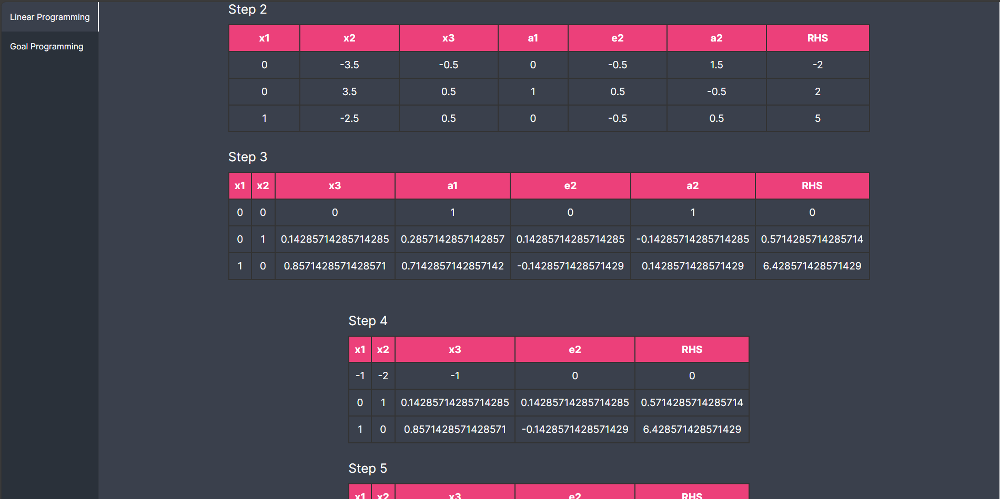 Linear Programming
Goal Programming
Step 2
x1 x2 x3 a1 e2 a2 RHS
0 -3.5 -0.5 0 -0.5 1.5 -2
0 3.5 0.5 1 0.5 -0.5 2
1 -2.5 0.5 0 -0.5 0.5 5
Step 3
x1 x2 x3 a1 e2 a2 RHS
0 0 0 1 0 1 0
0 1 0.14285714285714285 0.2857142857142857 0.14285714285714285 -0.14285714285714285 0.5714285714285714
1 0 0.8571428571428571 0.7142857142857142 -0.1428571428571429 0.1428571428571429 6.428571428571429
Step 4
x1 x2 x3 e2 RHS
-1 -2 -1 0 0
0 1 0.14285714285714285 0.14285714285714285 0.5714285714285714
1 0 0.8571428571428571 -0.1428571428571429 6.428571428571429
Step 5
x1 x2 x3 e2 RHS